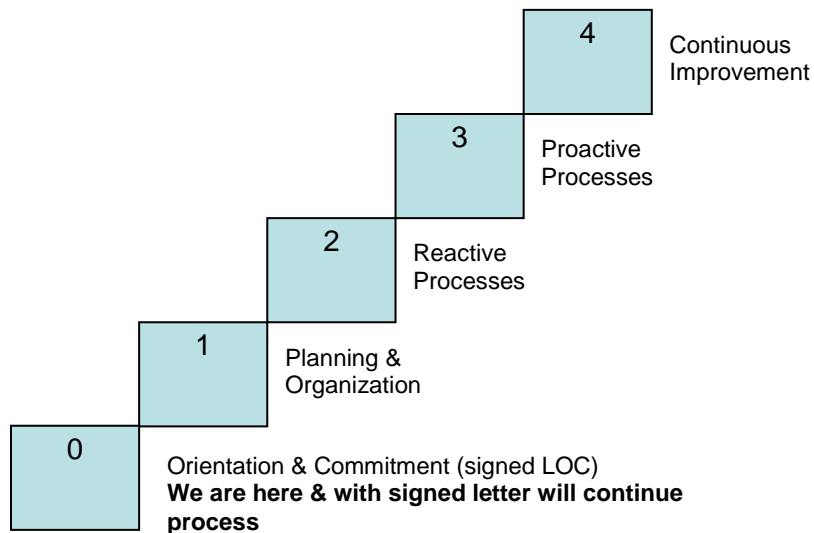 4
Continuous
Improvement
3
Proactive
Processes
2
Reactive
Processes
1
Planning &
Organization
0
Orientation & Commitment (signed LOC)
We are here & with signed letter will continue
process